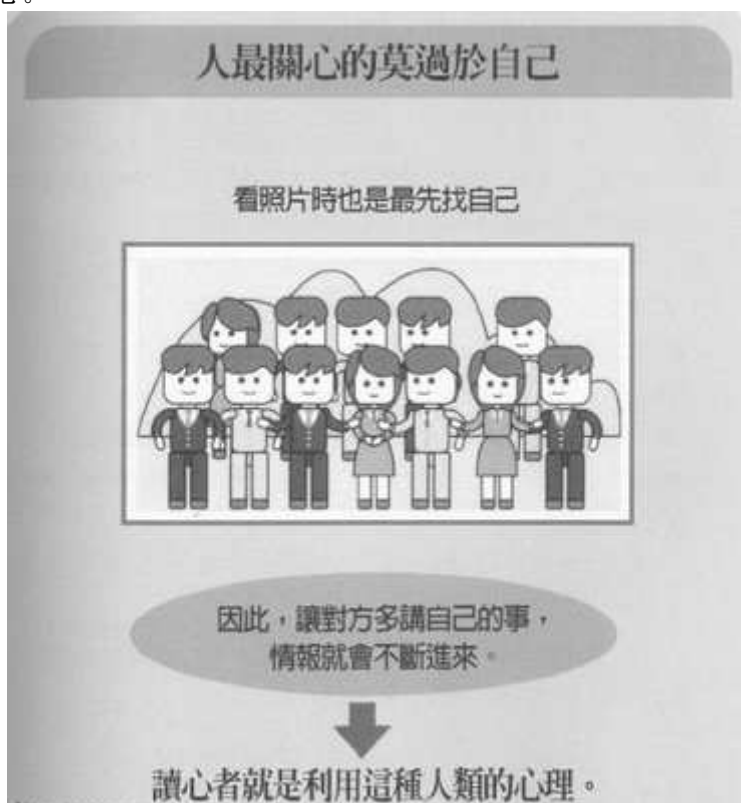 人最關心的莫過於自己
看照片時也是最先找自己
因此，讓對方多講自己的事，
情報就會不斷進來。
讀心者就是利用這種人類的心理。